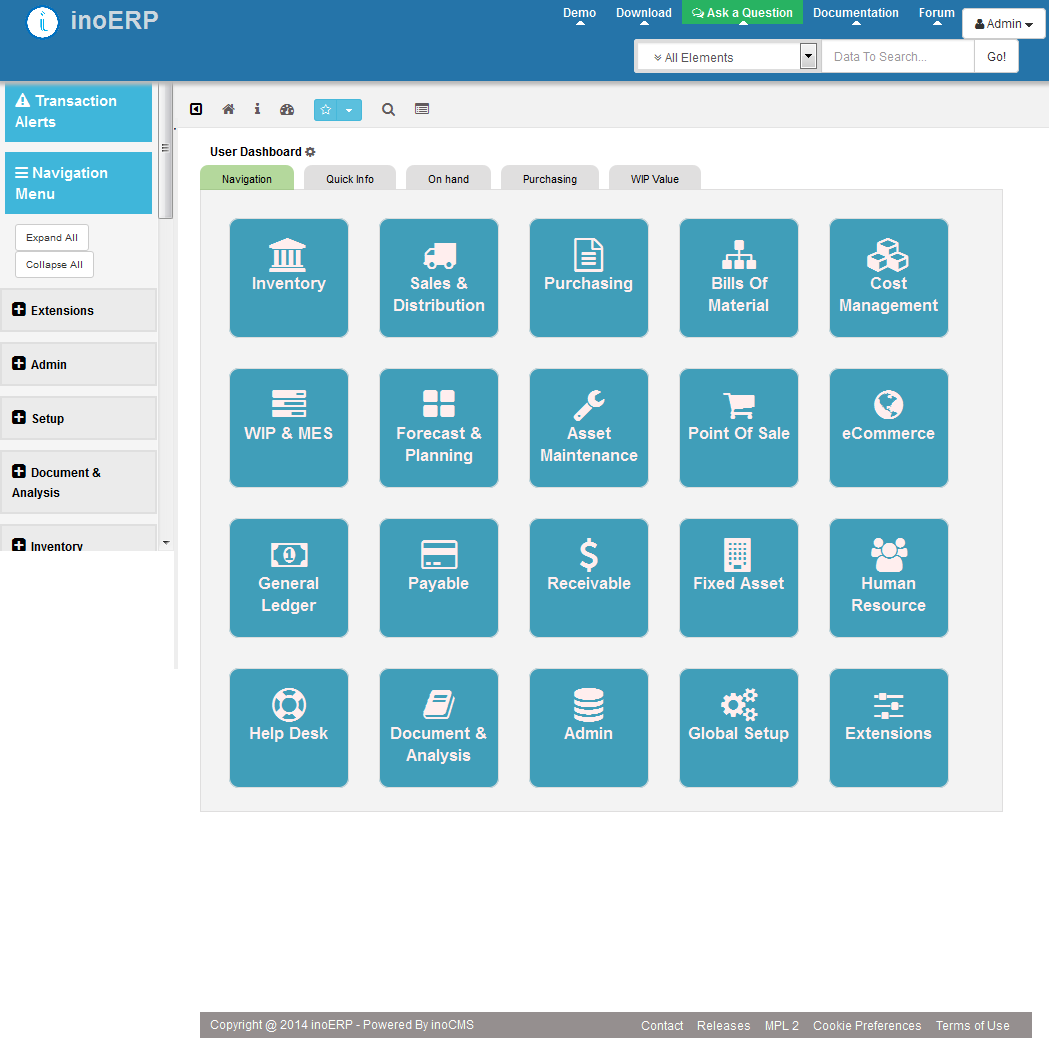 inoERP
Demo
Download
Ask a Question
Documentation
Forum
Admin
All Elements
Data To Search...
Go!
Transaction
Alerts
Navigation
Menu
Expand All
Collapse All
Extensions
Admin
Setup
Document &
Analysis
Inventory
User Dashboard
Navigation
Quick Info
On hand
Purchasing
WIP Value
Inventory
Sales &
Distribution
Purchasing
Bills Of
Material
Cost
Management
WIP & MES
Forecast &
Planning
Asset
Maintenance
Point Of Sale
eCommerce
General
Ledger
Payable
Receivable
Fixed Asset
Human
Resource
Help Desk
Document &
Analysis
Admin
Global Setup
Extensions
Copyright @ 2014 inoERP - Powered By inoCMS
Contact
Releases
MPL 2
Cookie Preferences
Terms of Use